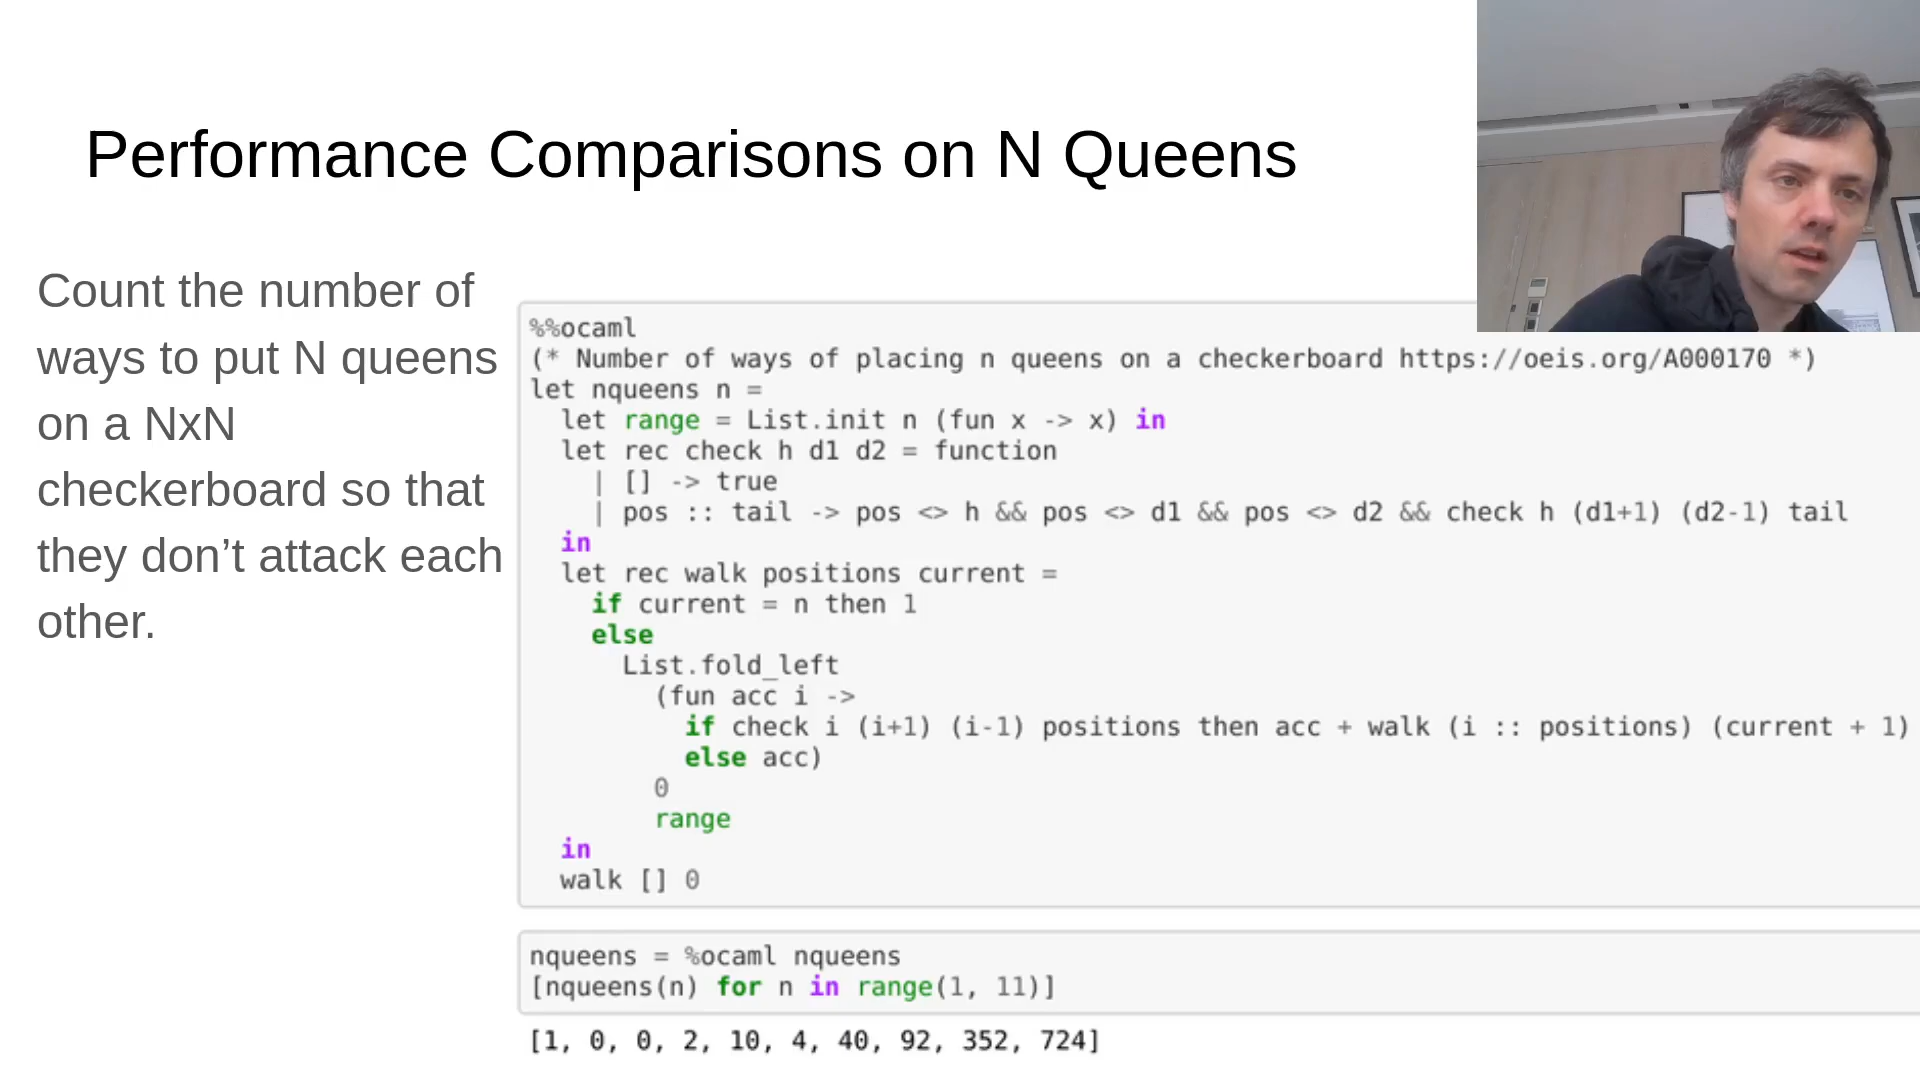 Performance Comparisons on N Queens
Count the number of
ways to put N queens
on a NxN
checkerboard so that
they don’t attack each
other.
%%ocaml
(* Number of ways of placing n queens on a checkerboard https://oeis.org/A000170 *)
let nqueens n =
  let range = List.init n (fun x -> x) in
  let rec check h d1 d2 = function
    | [] -> true
    | pos :: tail -> pos <> h && pos <> d1 && pos <> d2 && check h (d1+1) (d2-1) tail
  in
  let rec walk positions current =
    if current = n then 1
    else
      List.fold_left
        (fun acc i ->
          if check i (i+1) (i-1) positions then acc + walk (i :: positions) (current + 1)
          else acc)
        0
        range
  in
  walk [] 0
nqueens = %ocaml nqueens
[nqueens(n) for n in range(1, 11)]
[1, 0, 0, 2, 10, 4, 40, 92, 352, 724]